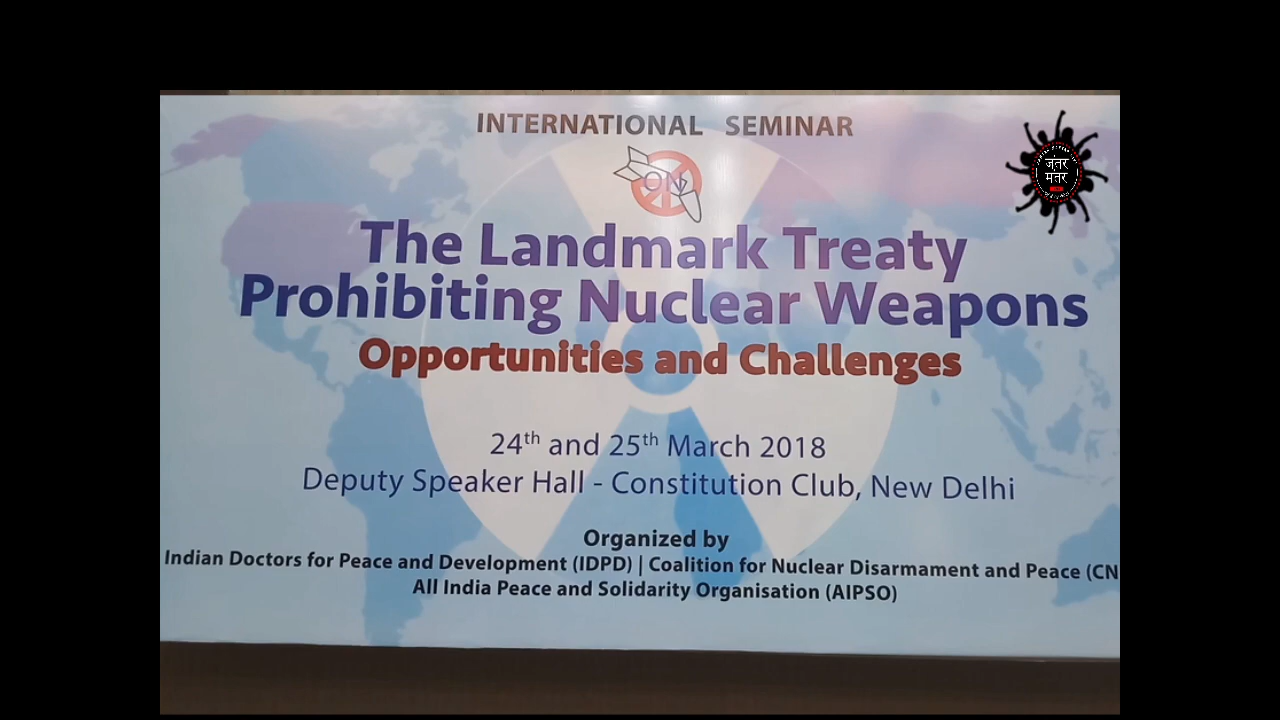 INTERNATIONAL SEMINAR
ON
The Landmark Treaty
Prohibiting Nuclear Weapons
Opportunities and Challenges
24th and 25th March 2018
Deputy Speaker Hall - Constitution Club, New Delhi
Organized by
Indian Doctors for Peace and Development (IDPD) | Coalition for Nuclear Disarmament and Peace (CN
All India Peace and Solidarity Organisation (AIPSO)
जंतर
मंतर